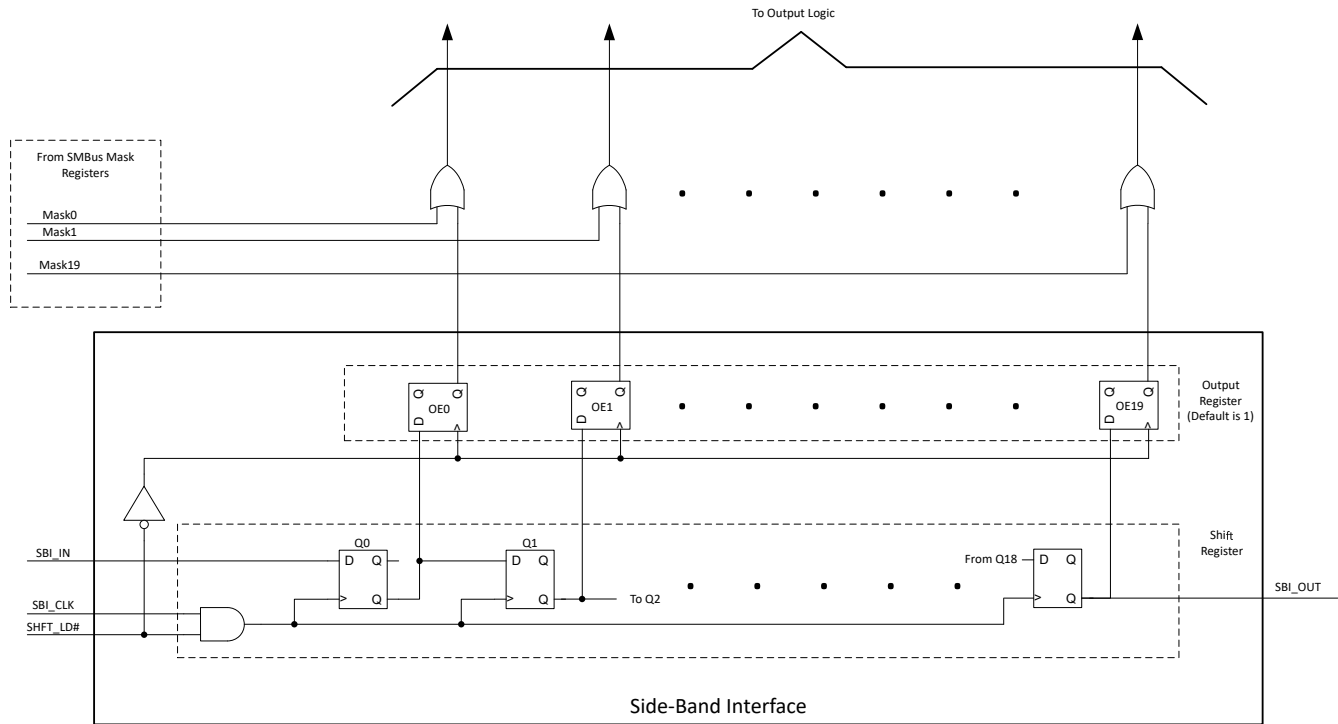 To Output Logic
From SMBus Mask
Registers
Mask0
Mask1
Mask19
Q Q
OE0
D >
Q Q
OE1
D >
Q Q
OE19
D >
Output
Register
(Default is 1)
Shift
Register
SBI_IN
SBI_CLK
SHFT_LD#
Q0
D Q
> Q
Q1
D Q
> Q
To Q2
From Q18
D Q
> Q
SBI_OUT
Side-Band Interface